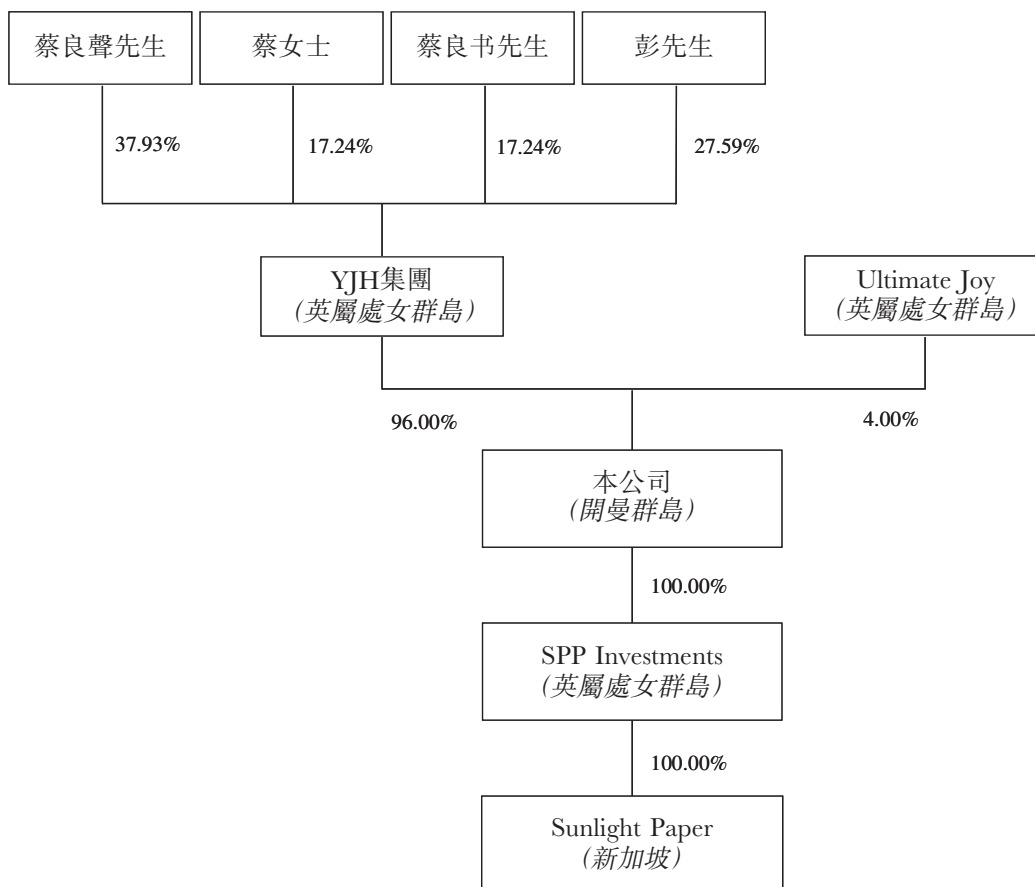 蔡良聲先生
蔡女士
蔡良书先生
彭先生
37.93%
17.24%
17.24%
27.59%
YJH集團
(英屬處女群島)
Ultimate Joy
(英屬處女群島)
96.00%
4.00%
本公司
(開曼群島)
100.00%
SPP Investments
(英屬處女群島)
100.00%
Sunlight Paper
(新加坡)